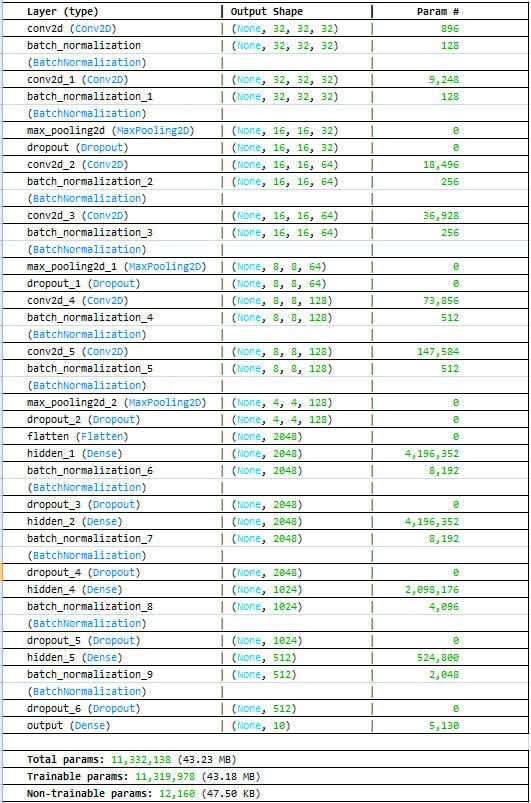 Layer (type) | Output Shape | Param #
conv2d (Conv2D) | (None, 32, 32, 32) | 896
batch_normalization | (None, 32, 32, 32) | 128
(BatchNormalization) | |
conv2d_1 (Conv2D) | (None, 32, 32, 32) | 9,248
batch_normalization_1 | (None, 32, 32, 32) | 128
(BatchNormalization) | |
max_pooling2d (MaxPooling2D) | (None, 16, 16, 32) | 0
dropout (Dropout) | (None, 16, 16, 32) | 0
conv2d_2 (Conv2D) | (None, 16, 16, 64) | 18,496
batch_normalization_2 | (None, 16, 16, 64) | 256
(BatchNormalization) | |
conv2d_3 (Conv2D) | (None, 16, 16, 64) | 36,928
batch_normalization_3 | (None, 16, 16, 64) | 256
(BatchNormalization) | |
max_pooling2d_1 (MaxPooling2D) | (None, 8, 8, 64) | 0
dropout_1 (Dropout) | (None, 8, 8, 64) | 0
conv2d_4 (Conv2D) | (None, 8, 8, 128) | 73,856
batch_normalization_4 | (None, 8, 8, 128) | 512
(BatchNormalization) | |
conv2d_5 (Conv2D) | (None, 8, 8, 128) | 147,584
batch_normalization_5 | (None, 8, 8, 128) | 512
(BatchNormalization) | |
max_pooling2d_2 (MaxPooling2D) | (None, 4, 4, 128) | 0
dropout_2 (Dropout) | (None, 4, 4, 128) | 0
flatten (Flatten) | (None, 2048) | 0
hidden_1 (Dense) | (None, 2048) | 4,196,352
batch_normalization_6 | (None, 2048) | 8,192
(BatchNormalization) | |
dropout_3 (Dropout) | (None, 2048) | 0
hidden_2 (Dense) | (None, 2048) | 4,196,352
batch_normalization_7 | (None, 2048) | 8,192
(BatchNormalization) | |
dropout_4 (Dropout) | (None, 2048) | 0
hidden_4 (Dense) | (None, 1024) | 2,098,176
batch_normalization_8 | (None, 1024) | 4,096
(BatchNormalization) | |
dropout_5 (Dropout) | (None, 1024) | 0
hidden_5 (Dense) | (None, 512) | 524,800
batch_normalization_9 | (None, 512) | 2,048
(BatchNormalization) | |
dropout_6 (Dropout) | (None, 512) | 0
output (Dense) | (None, 10) | 5,130
Total params: 11,332,138 (43.23 MB)
Trainable params: 11,319,978 (43.18 MB)
Non-trainable params: 12,160 (47.50 KB)